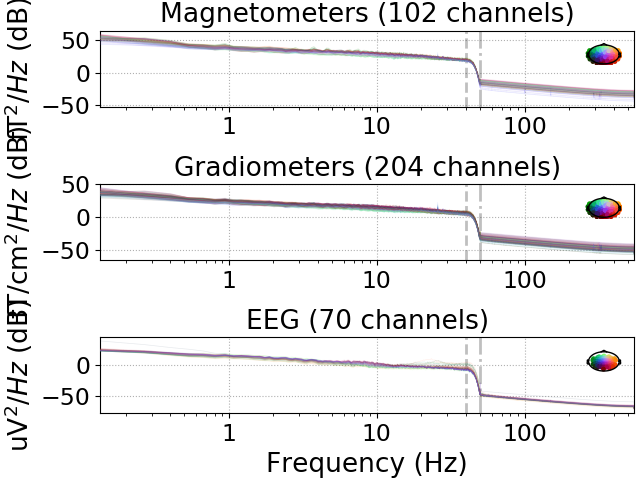 Magnetometers (102 channels)
50
0
−50
1 10 100
(dB)
Gradiometers (204 channels)
50
0
−50
1 10 100
EEG (70 channels)
0
−50
uV²/Hz (dB)
1 10 100
Frequency (Hz)